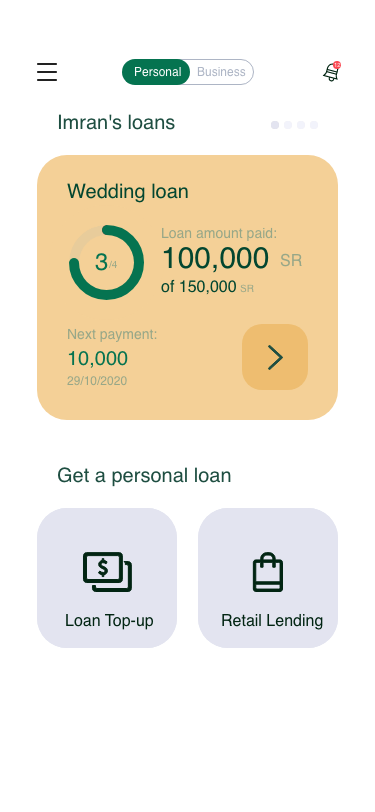 Personal Business
Imran's loans
Wedding loan
3/4
Loan amount paid:
100,000 SR
of 150,000 SR
Next payment:
10,000
29/10/2020
Get a personal loan
$
Loan Top-up
Retail Lending